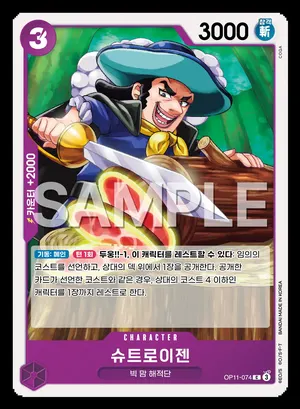 3
3000
참격
斬
카운터 +2000
SAMPLE
기동: 메인 턴 1회 두웅!!-1, 이 캐릭터를 레스트할 수 있다: 임의의
코스트를 선언하고, 상대의 덱 위에서 1장을 공개한다. 공개한
카드가 선언한 코스트와 같은 경우, 상대의 코스트 4 이하인
캐릭터를 1장까지 레스트로 한다.
CHARACTER
슈트로이젠
빅 맘 해적단
OP11-074 C
BANDAI MADE IN KOREA